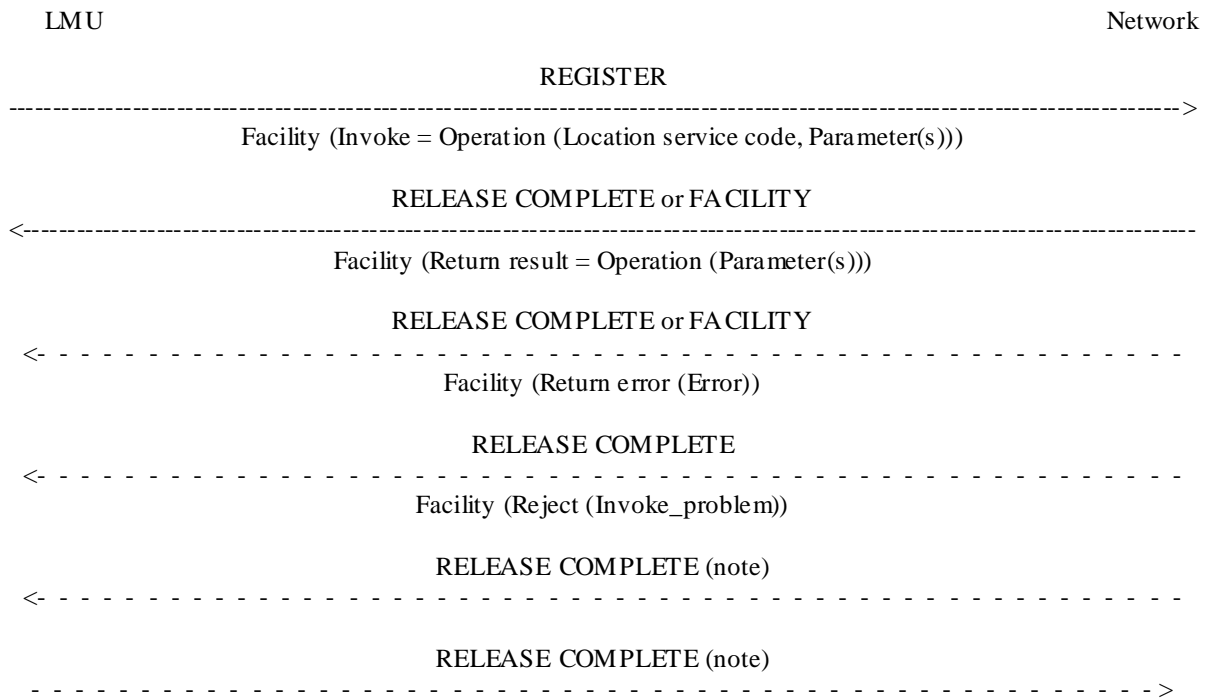 LMU Network
REGISTER
Facility (Invoke = Operation (Location service code, Parameter(s)))
RELEASE COMPLETE or FACILITY
Facility (Return result = Operation (Parameter(s)))
RELEASE COMPLETE or FACILITY
Facility (Return error (Error))
RELEASE COMPLETE
Facility (Reject (Invoke_problem))
RELEASE COMPLETE (note)
RELEASE COMPLETE (note)